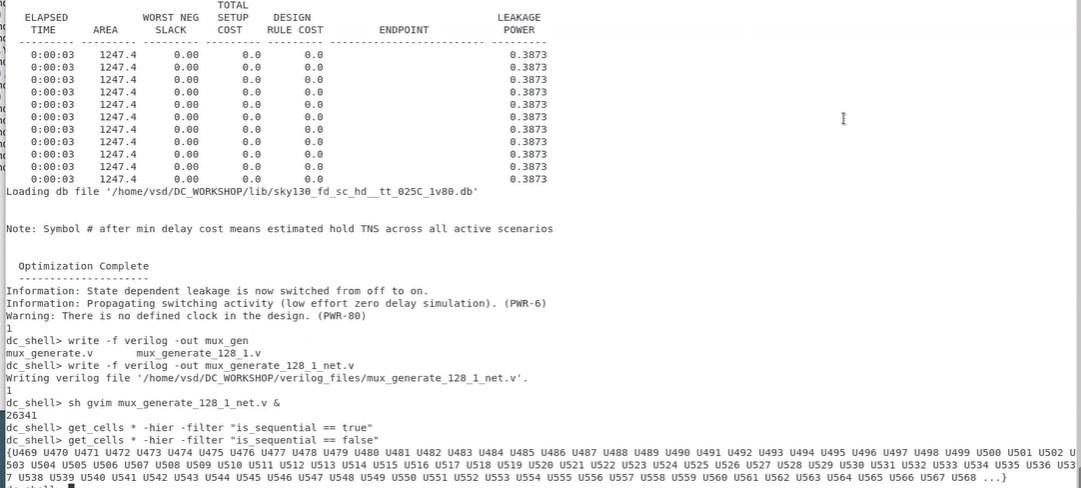 TOTAL
ELAPSED WORST NEG SETUP DESIGN LEAKAGE
TIME AREA SLACK COST RULE COST ENDPOINT POWER
--------- --------- --------- --------- --------- ------------------------- ---------
0:00:03 1247.4 0.00 0.0 0.0 0.3873
0:00:03 1247.4 0.00 0.0 0.0 0.3873
0:00:03 1247.4 0.00 0.0 0.0 0.3873
0:00:03 1247.4 0.00 0.0 0.0 0.3873
0:00:03 1247.4 0.00 0.0 0.0 0.3873
0:00:03 1247.4 0.00 0.0 0.0 0.3873
0:00:03 1247.4 0.00 0.0 0.0 0.3873
0:00:03 1247.4 0.00 0.0 0.0 0.3873
0:00:03 1247.4 0.00 0.0 0.0 0.3873
0:00:03 1247.4 0.00 0.0 0.0 0.3873
0:00:03 1247.4 0.00 0.0 0.0 0.3873
Loading db file '/home/vsd/DC_WORKSHOP/lib/sky130_fd_sc_hd__tt_025C_1v80.db'
Note: Symbol # after min delay cost means estimated hold TNS across all active scenarios
Optimization Complete
---------------------
Information: State dependent leakage is now switched from off to on.
Information: Propagating switching activity (low effort zero delay simulation). (PWR-6)
Warning: There is no defined clock in the design. (PWR-80)
1
dc_shell> write -f verilog -out mux_gen
mux_generate.v mux_generate_128_1.v
dc_shell> write -f verilog -out mux_generate_128_1_net.v
Writing verilog file '/home/vsd/DC_WORKSHOP/verilog_files/mux_generate_128_1_net.v'.
1
dc_shell> sh gvim mux_generate_128_1_net.v &
26341
dc_shell> get_cells * -hier -filter "is_sequential == true"
dc_shell> get_cells * -hier -filter "is_sequential == false"
{U469 U470 U471 U472 U473 U474 U475 U476 U477 U478 U479 U480 U481 U482 U483 U484 U485 U486 U487 U488 U489 U490 U491 U492 U493 U494 U495 U496 U497 U498 U499 U500 U501 U502 U
503 U504 U505 U506 U507 U508 U509 U510 U511 U512 U513 U514 U515 U516 U517 U518 U519 U520 U521 U522 U523 U524 U525 U526 U527 U528 U529 U530 U531 U532 U533 U534 U535 U536 U53
7 U538 U539 U540 U541 U542 U543 U544 U545 U546 U547 U548 U549 U550 U551 U552 U553 U554 U555 U556 U557 U558 U559 U560 U561 U562 U563 U564 U565 U566 U567 U568 ...}
dc_shell>